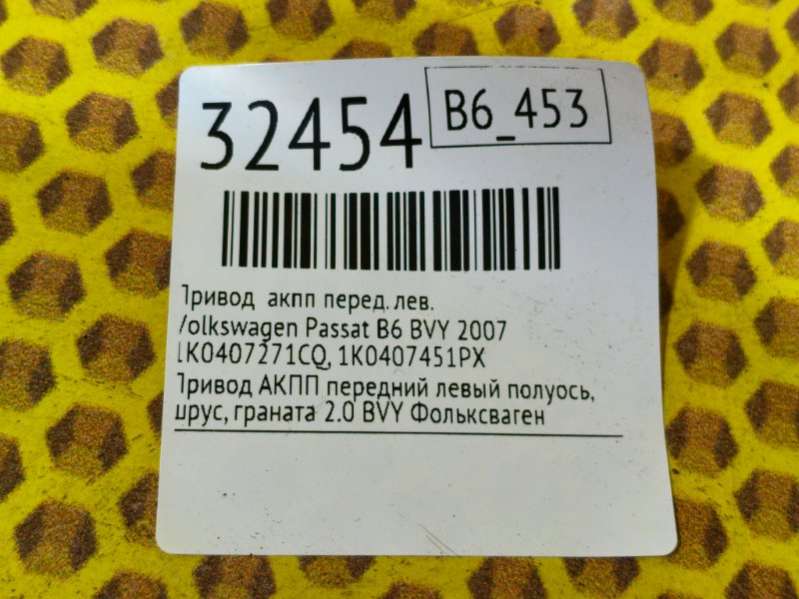 32454
B6_453
Привод акпп перед. лев.
Volkswagen Passat B6 BVY 2007
1K0407271CQ, 1K0407451PX
Привод АКПП передний левый полуось,
шрус, граната 2.0 BVY Фольксваген